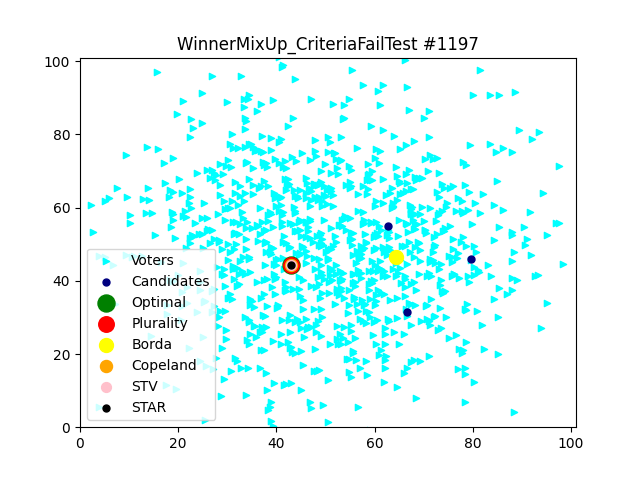 WinnerMixUp_CriteriaFailTest #1197
100
80
60
40
20
0
0 20 40 60 80 100
Voters
Candidates
Optimal
Plurality
Borda
Copeland
STV
STAR